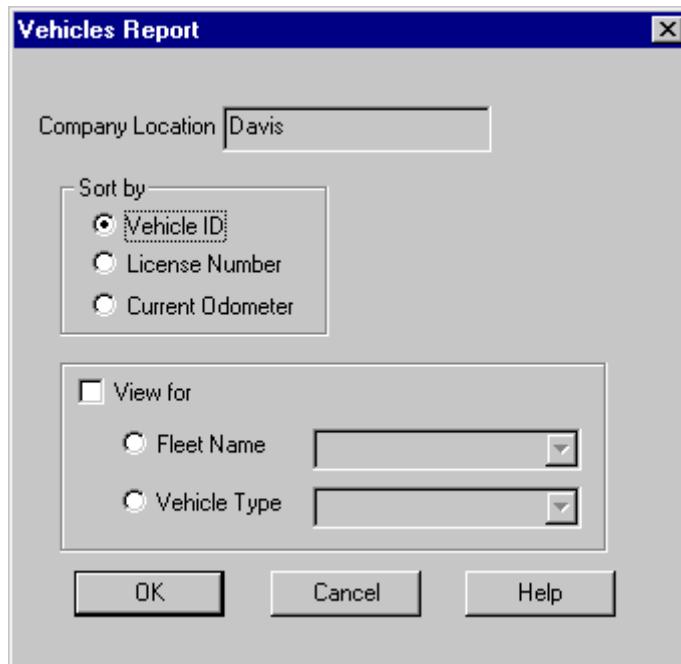 Vehicles Report
Company Location Davis
Sort by
Vehicle ID
License Number
Current Odometer
View for
Fleet Name
Vehicle Type
OK Cancel Help